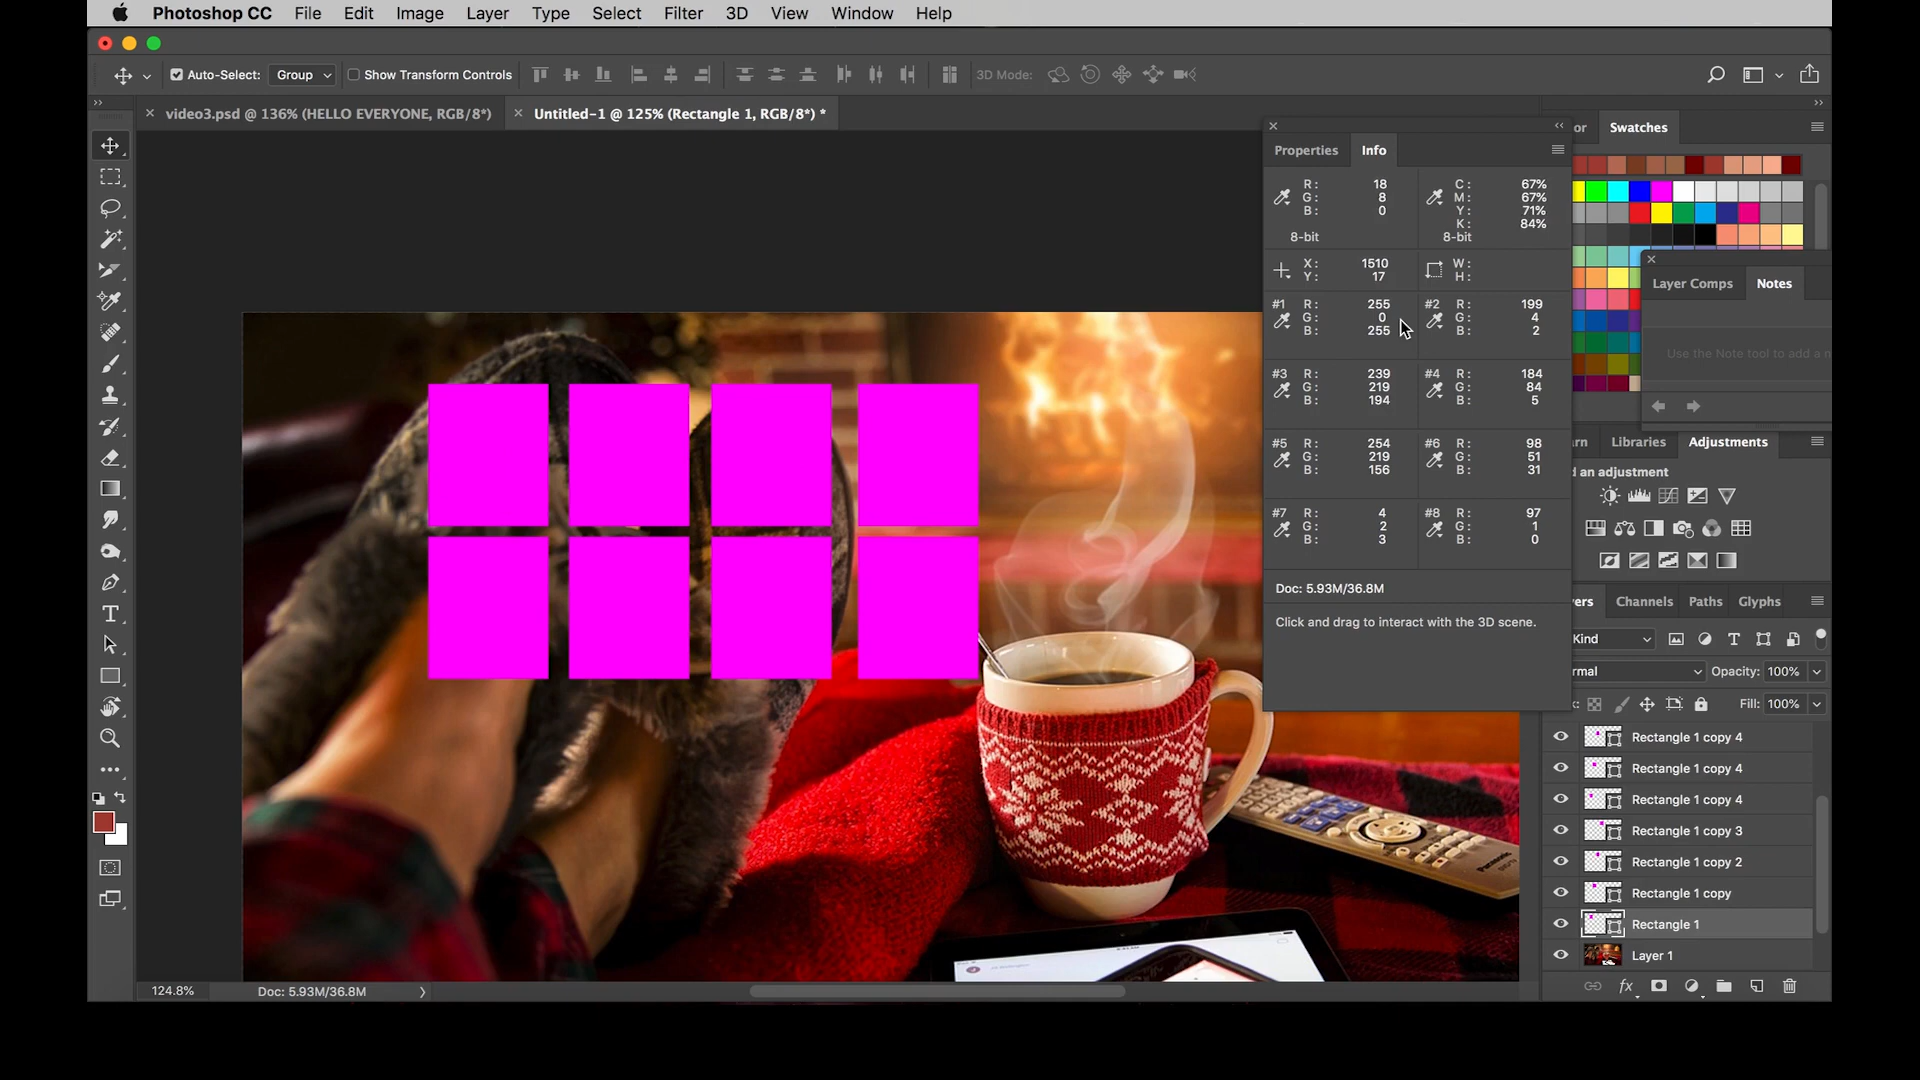 Photoshop CC File Edit Image Layer Type Select Filter 3D View Window Help
Auto-Select: Group Show Transform Controls 3D Mode:
video3.psd @ 136% (HELLO EVERYONE, RGB/8*) Untitled-1 @ 125% (Rectangle 1, RGB/8*) *
Properties Info
R: 18 C: 67%
G: 8 M: 67%
B: 0 Y: 71%
K: 84%
8-bit 8-bit
X: 1510 W:
Y: 17 H:
#1 R: 255 #2 R: 199
G: 0 G: 4
B: 255 B: 2
#3 R: 239 #4 R: 184
G: 219 G: 84
B: 194 B: 5
#5 R: 254 #6 R: 98
G: 219 G: 51
B: 156 B: 31
#7 R: 4 #8 R: 97
G: 2 G: 1
B: 3 B: 0
Doc: 5.93M/36.8M
Click and drag to interact with the 3D scene.
or Swatches
Layer Comps Notes
Use the Note tool to add a n
rn Libraries Adjustments
d an adjustment
yers Channels Paths Glyphs
Kind
rmal Opacity: 100%
k: Fill: 100%
Rectangle 1 copy 4
Rectangle 1 copy 4
Rectangle 1 copy 4
Rectangle 1 copy 3
Rectangle 1 copy 2
Rectangle 1 copy
Rectangle 1
Layer 1
fx
T
Panasonic
124.8% Doc: 5.93M/36.8M